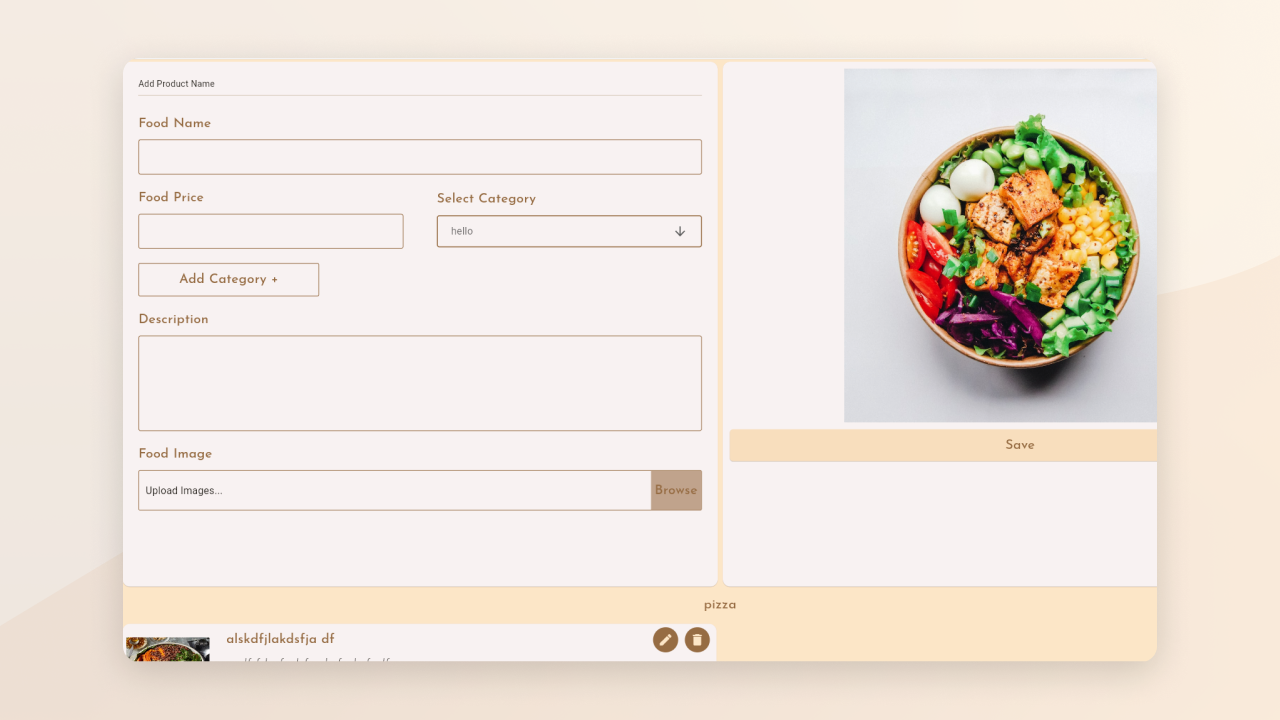 Add Product Name
Food Name
Food Price
Select Category
hello
Add Category +
Description
Food Image
Upload Images...
Browse
Save
pizza
alskdfjlakdsfja df